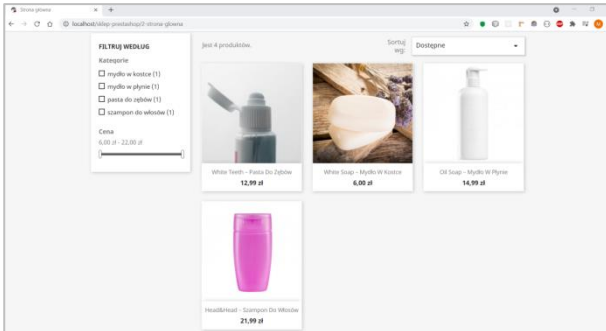 Strona główna
localhost/sklep-prestashop/2-strona-glowna
FILTRUJ WEDŁUG
Kategorie
mydło w kostce (1)
mydło w płynie (1)
pasta do zębów (1)
szampon do włosów (1)
Cena
6,00 zł - 22,00 zł
Jest 4 produktów.
Sortuj wg:
Dostępne
White Teeth - Pasta Do Zębów
12,99 zł
White Soap - Mydło W Kostce
6,00 zł
Oil Soap - Mydło W Płynie
14,99 zł
Head&Head - Szampon Do Włosów
21,99 zł